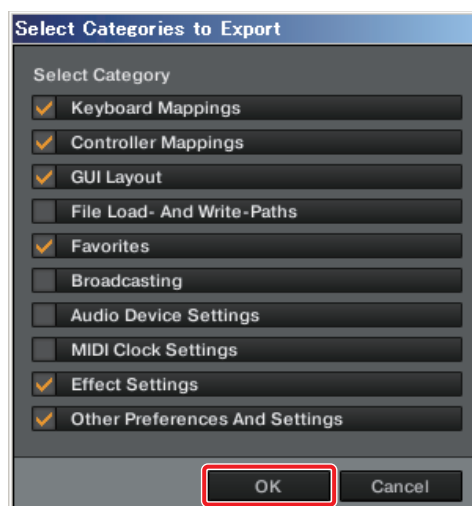 Select Categories to Export
Select Category
Keyboard Mappings
Controller Mappings
GUI Layout
File Load- And Write-Paths
Favorites
Broadcasting
Audio Device Settings
MIDI Clock Settings
Effect Settings
Other Preferences And Settings
OK Cancel